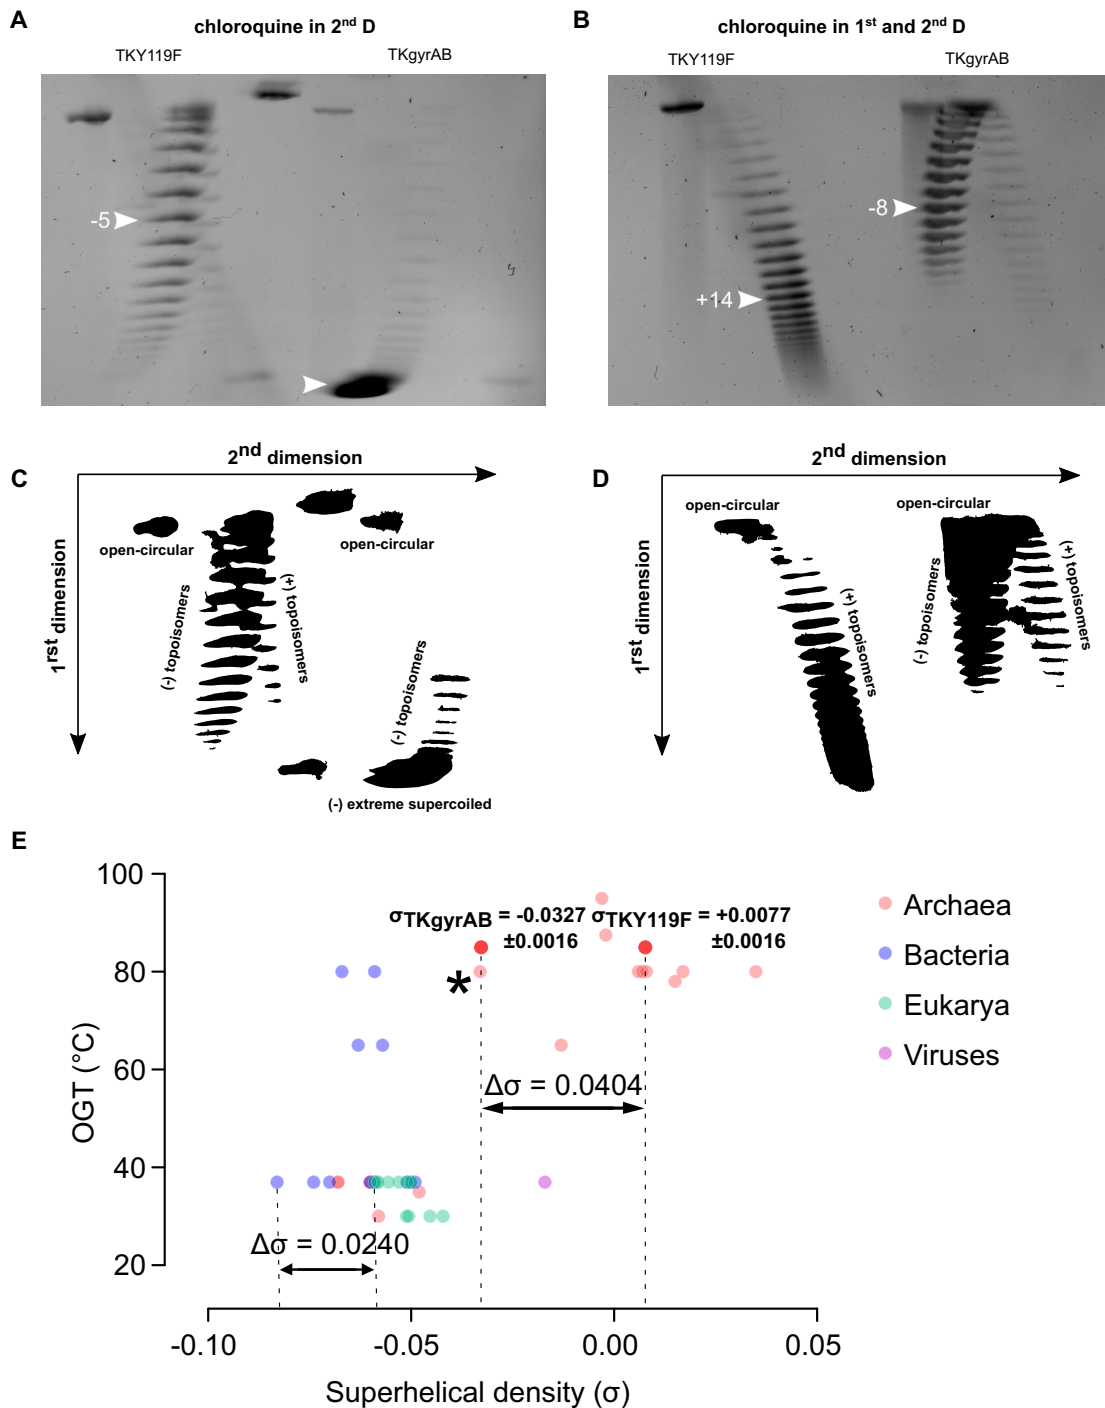 A
chloroquine in 2nd D
TKY119F
TKgyrAB
-5
B
chloroquine in 1st and 2nd D
TKY119F
TKgyrAB
-8
+14
C
2nd dimension
1rst dimension
open-circular
open-circular
(-) topoisomers
(+) topoisomers
(-) topoisomers
(-) extreme supercoiled
D
2nd dimension
1rst dimension
open-circular
open-circular
(+) topoisomers
(-) topoisomers
(+) topoisomers
E
100
80
60
40
20
OGT (°C)
σTKgyrAB = -0.0327
±0.0016
σTKY119F = +0.0077
±0.0016
*
Δσ = 0.0404
Δσ = 0.0240
-0.10
-0.05
0.00
0.05
Superhelical density (σ)
Archaea
Bacteria
Eukarya
Viruses